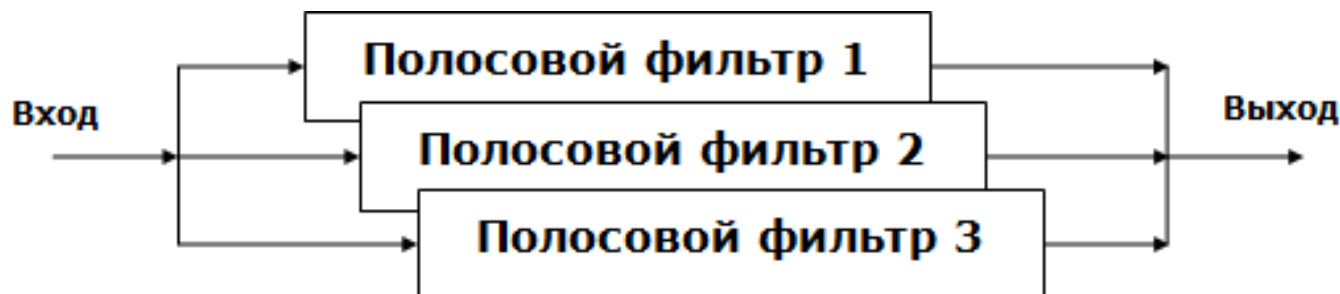 Полосовой фильтр 1
Вход
Выход
Полосовой фильтр 2
Полосовой фильтр 3